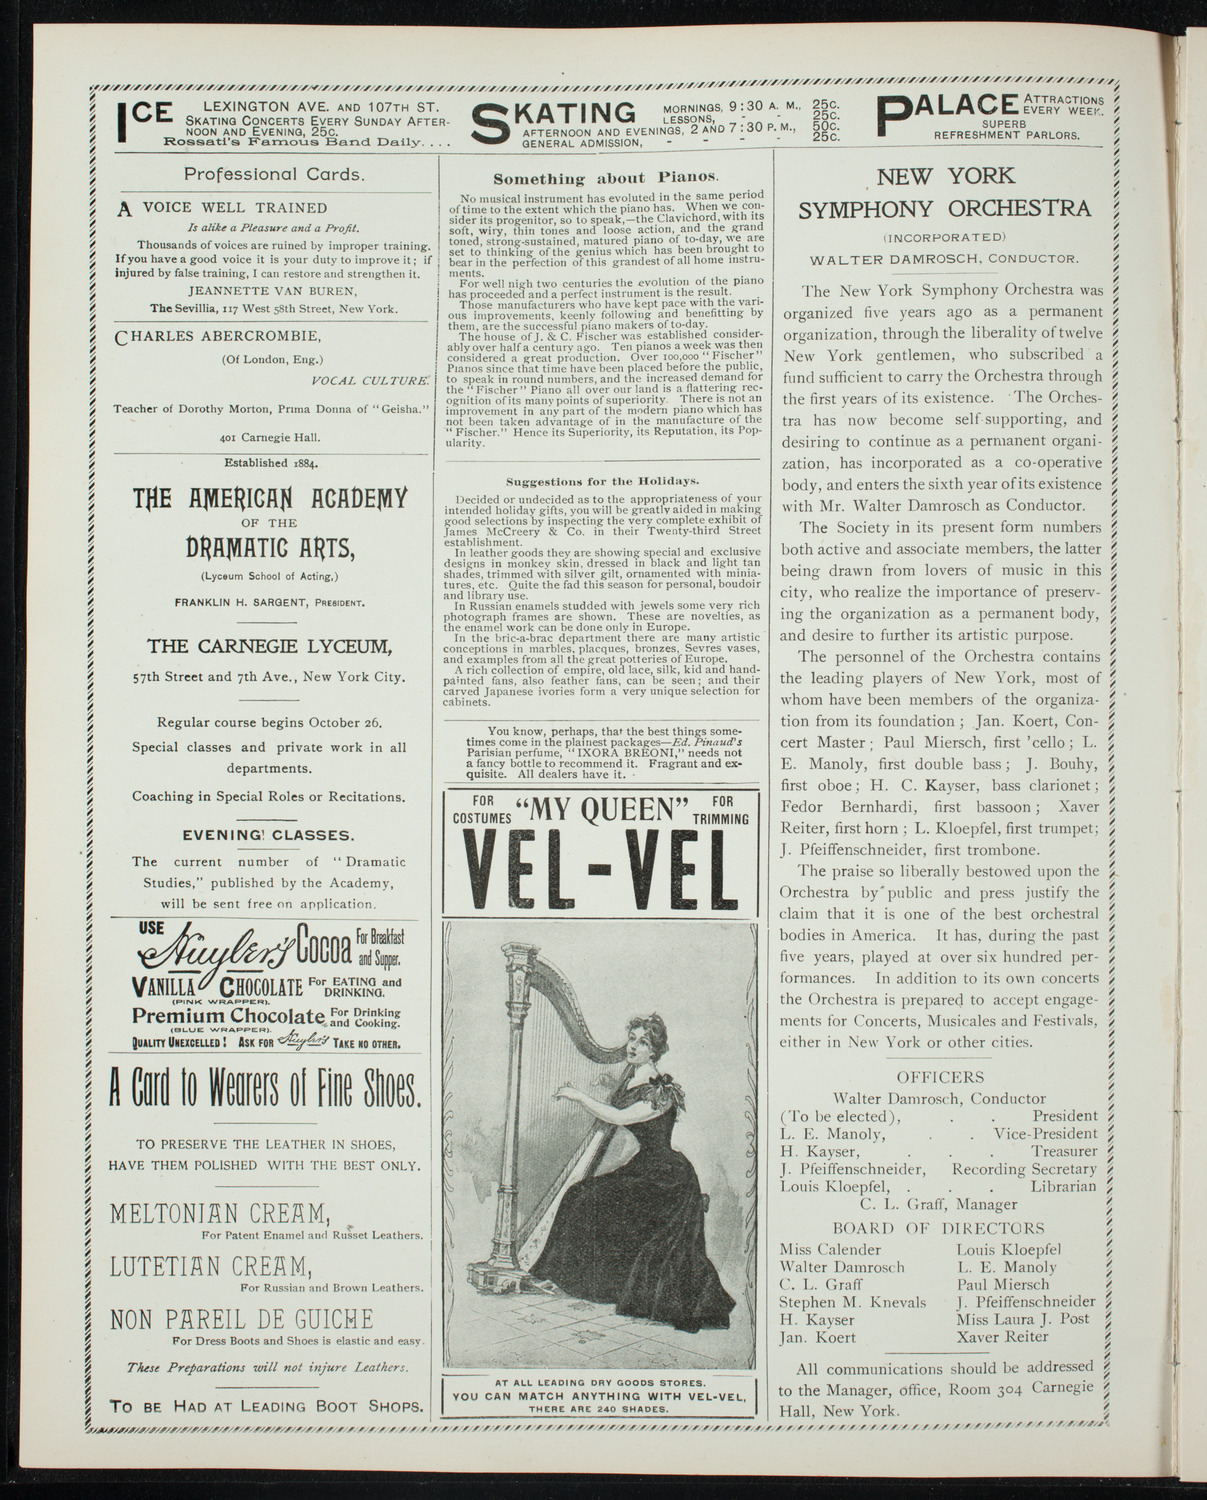 ICE
LEXINGTON AVE. AND 107TH ST.
SKATING CONCERTS EVERY SUNDAY AFTER-
NOON AND EVENING, 25C.
Rossati's Famous Band Daily. . . .
SKATING
MORNINGS, 9:30 A. M., 25C.
LESSONS, - - 25C.
AFTERNOON AND EVENINGS, 2 AND 7:30 P. M., 50C.
GENERAL ADMISSION, - - - - 25C.
PALACE
ATTRACTIONS
EVERY WEEK.
SUPERB
REFRESHMENT PARLORS.
Professional Cards.
A VOICE WELL TRAINED
Is alike a Pleasure and a Profit.
Thousands of voices are ruined by improper training.
If you have a good voice it is your duty to improve it; if
injured by false training, I can restore and strengthen it.
JEANNETTE VAN BUREN,
The Sevillia, 117 West 58th Street, New York.
CHARLES ABERCROMBIE,
(Of London, Eng.)
VOCAL CULTURE.
Teacher of Dorothy Morton, Prima Donna of "Geisha."
401 Carnegie Hall.
Established 1884.
THE AMERICAN ACADEMY
OF THE
DRAMATIC ARTS,
(Lyceum School of Acting,)
FRANKLIN H. SARGENT, PRESIDENT.
THE CARNEGIE LYCEUM,
57th Street and 7th Ave., New York City.
Regular course begins October 26.
Special classes and private work in all
departments.
Coaching in Special Roles or Recitations.
EVENING CLASSES.
The current number of "Dramatic
Studies," published by the Academy,
will be sent free on application.
USE
Huyler's Cocoa For Breakfast
and Supper.
VANILLA CHOCOLATE For EATING and
DRINKING.
(PINK WRAPPER).
Premium Chocolate For Drinking
and Cooking.
(BLUE WRAPPER).
QUALITY UNEXCELLED! ASK FOR Huyler's TAKE NO OTHER.
A Card to Wearers of Fine Shoes.
TO PRESERVE THE LEATHER IN SHOES,
HAVE THEM POLISHED WITH THE BEST ONLY.
MELTONIAN CREAM,
For Patent Enamel and Russet Leathers.
LUTETIAN CREAM,
For Russian and Brown Leathers.
NON PAREIL DE GUICHE
For Dress Boots and Shoes is elastic and easy.
These Preparations will not injure Leathers.
TO BE HAD AT LEADING BOOT SHOPS.
Something about Pianos.
No musical instrument has evoluted in the same period
of time to the extent which the piano has. When we con-
sider its progenitor, so to speak,—the Clavichord, with its
soft, wiry, thin tones and loose action, and the grand
toned, strong-sustained, matured piano of to-day, we are
set to thinking of the genius which has been brought to
bear in the perfection of this grandest of all home instru-
ments.
For well nigh two centuries the evolution of the piano
has proceeded and a perfect instrument is the result.
Those manufacturers who have kept pace with the vari-
ous improvements, keenly following and benefitting by
them, are the successful piano makers of to-day.
The house of J. & C. Fischer was established consider-
ably over half a century ago. Ten pianos a week was then
considered a great production. Over 100,000 "Fischer"
Pianos since that time have been placed before the public,
to speak in round numbers, and the increased demand for
the "Fischer" Piano all over our land is a flattering rec-
ognition of its many points of superiority. There is not an
improvement in any part of the modern piano which has
not been taken advantage of in the manufacture of the
"Fischer." Hence its Superiority, its Reputation, its Pop-
ularity.
Suggestions for the Holidays.
Decided or undecided as to the appropriateness of your
intended holiday gifts, you will be greatly aided in making
good selections by inspecting the very complete exhibit of
James McCreery & Co. in their Twenty-third Street
establishment.
In leather goods they are showing special and exclusive
designs in monkey skin, dressed in black and light tan
shades, trimmed with silver gilt, ornamented with minia-
tures, etc. Quite the fad this season for personal, boudoir
and library use.
In Russian enamels studded with jewels some very rich
photograph frames are shown. These are novelties, as
the enamel work can be done only in Europe.
In the bric-a-brac department there are many artistic
conceptions in marbles, placques, bronzes, Sevres vases,
and examples from all the great potteries of Europe.
A rich collection of empire, old lace, silk, kid and hand-
painted fans, also feather fans, can be seen; and their
carved Japanese ivories form a very unique selection for
cabinets.
You know, perhaps, that the best things some-
times come in the plainest packages—Ed. Pinaud's
Parisian perfume, "IXORA BREONI," needs not
a fancy bottle to recommend it. Fragrant and ex-
quisite. All dealers have it.
FOR
COSTUMES "MY QUEEN" FOR
TRIMMING
VEL-VEL
AT ALL LEADING DRY GOODS STORES.
YOU CAN MATCH ANYTHING WITH VEL-VEL,
THERE ARE 240 SHADES.
NEW YORK
SYMPHONY ORCHESTRA
(INCORPORATED)
WALTER DAMROSCH, CONDUCTOR.
The New York Symphony Orchestra was
organized five years ago as a permanent
organization, through the liberality of twelve
New York gentlemen, who subscribed a
fund sufficient to carry the Orchestra through
the first years of its existence. The Orches-
tra has now become self-supporting, and
desiring to continue as a permanent organi-
zation, has incorporated as a co-operative
body, and enters the sixth year of its existence
with Mr. Walter Damrosch as Conductor.
The Society in its present form numbers
both active and associate members, the latter
being drawn from lovers of music in this
city, who realize the importance of preserv-
ing the organization as a permanent body,
and desire to further its artistic purpose.
The personnel of the Orchestra contains
the leading players of New York, most of
whom have been members of the organiza-
tion from its foundation; Jan. Koert, Con-
cert Master; Paul Miersch, first 'cello; L.
E. Manoly, first double bass; J. Bouhy,
first oboe; H. C. Kayser, bass clarionet;
Fedor Bernhardi, first bassoon; Xaver
Reiter, first horn; L. Kloepfel, first trumpet;
J. Pfeiffenschneider, first trombone.
The praise so liberally bestowed upon the
Orchestra by public and press justify the
claim that it is one of the best orchestral
bodies in America. It has, during the past
five years, played at over six hundred per-
formances. In addition to its own concerts
the Orchestra is prepared to accept engage-
ments for Concerts, Musicales and Festivals,
either in New York or other cities.
OFFICERS
Walter Damrosch, Conductor
(To be elected), . . President
L. E. Manoly, . . Vice-President
H. Kayser, . . . Treasurer
J. Pfeiffenschneider, Recording Secretary
Louis Kloepfel, . . . Librarian
C. L. Graff, Manager
BOARD OF DIRECTORS
Miss Calender Louis Kloepfel
Walter Damrosch L. E. Manoly
C. L. Graff Paul Miersch
Stephen M. Knevals J. Pfeiffenschneider
H. Kayser Miss Laura J. Post
Jan. Koert Xaver Reiter
All communications should be addressed
to the Manager, office, Room 304 Carnegie
Hall, New York.